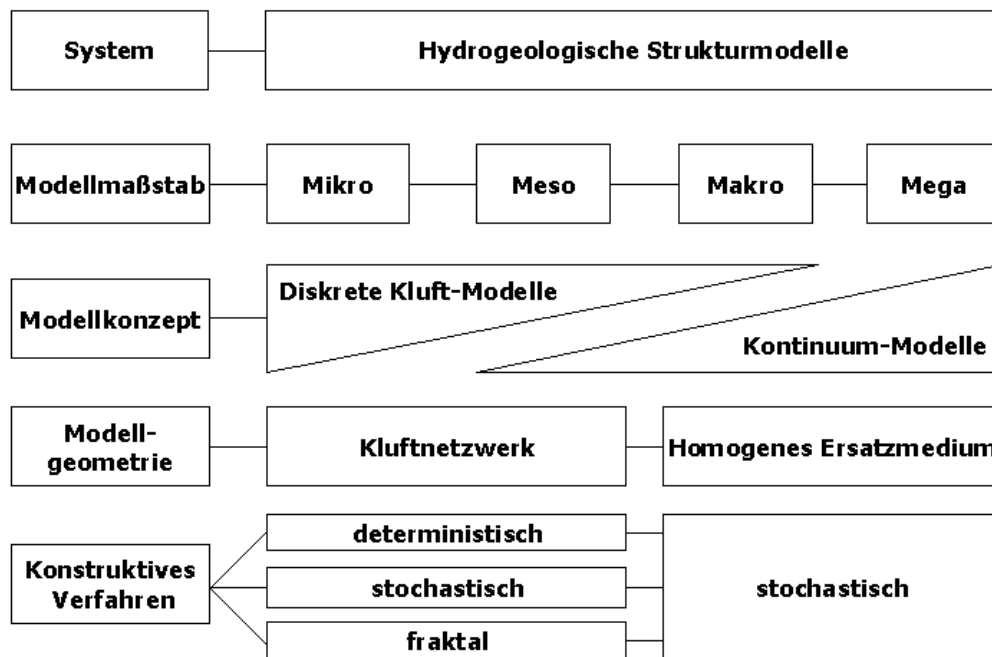 System
Hydrogeologische Strukturmodelle
Modellmaßstab
Mikro
Meso
Makro
Mega
Modellkonzept
Diskrete Kluft-Modelle
Kontinuum-Modelle
Modell-
geometrie
Kluftnetzwerk
Homogenes Ersatzmedium
Konstruktives
Verfahren
deterministisch
stochastisch
fraktal
stochastisch